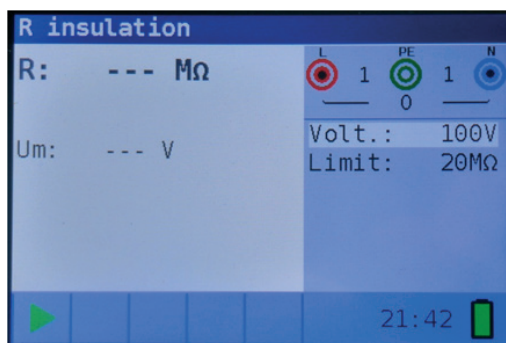 R insulation
R: --- MΩ
L PE N
1 1
0
Um: --- V
Volt.: 100V
Limit: 20MΩ
21:42